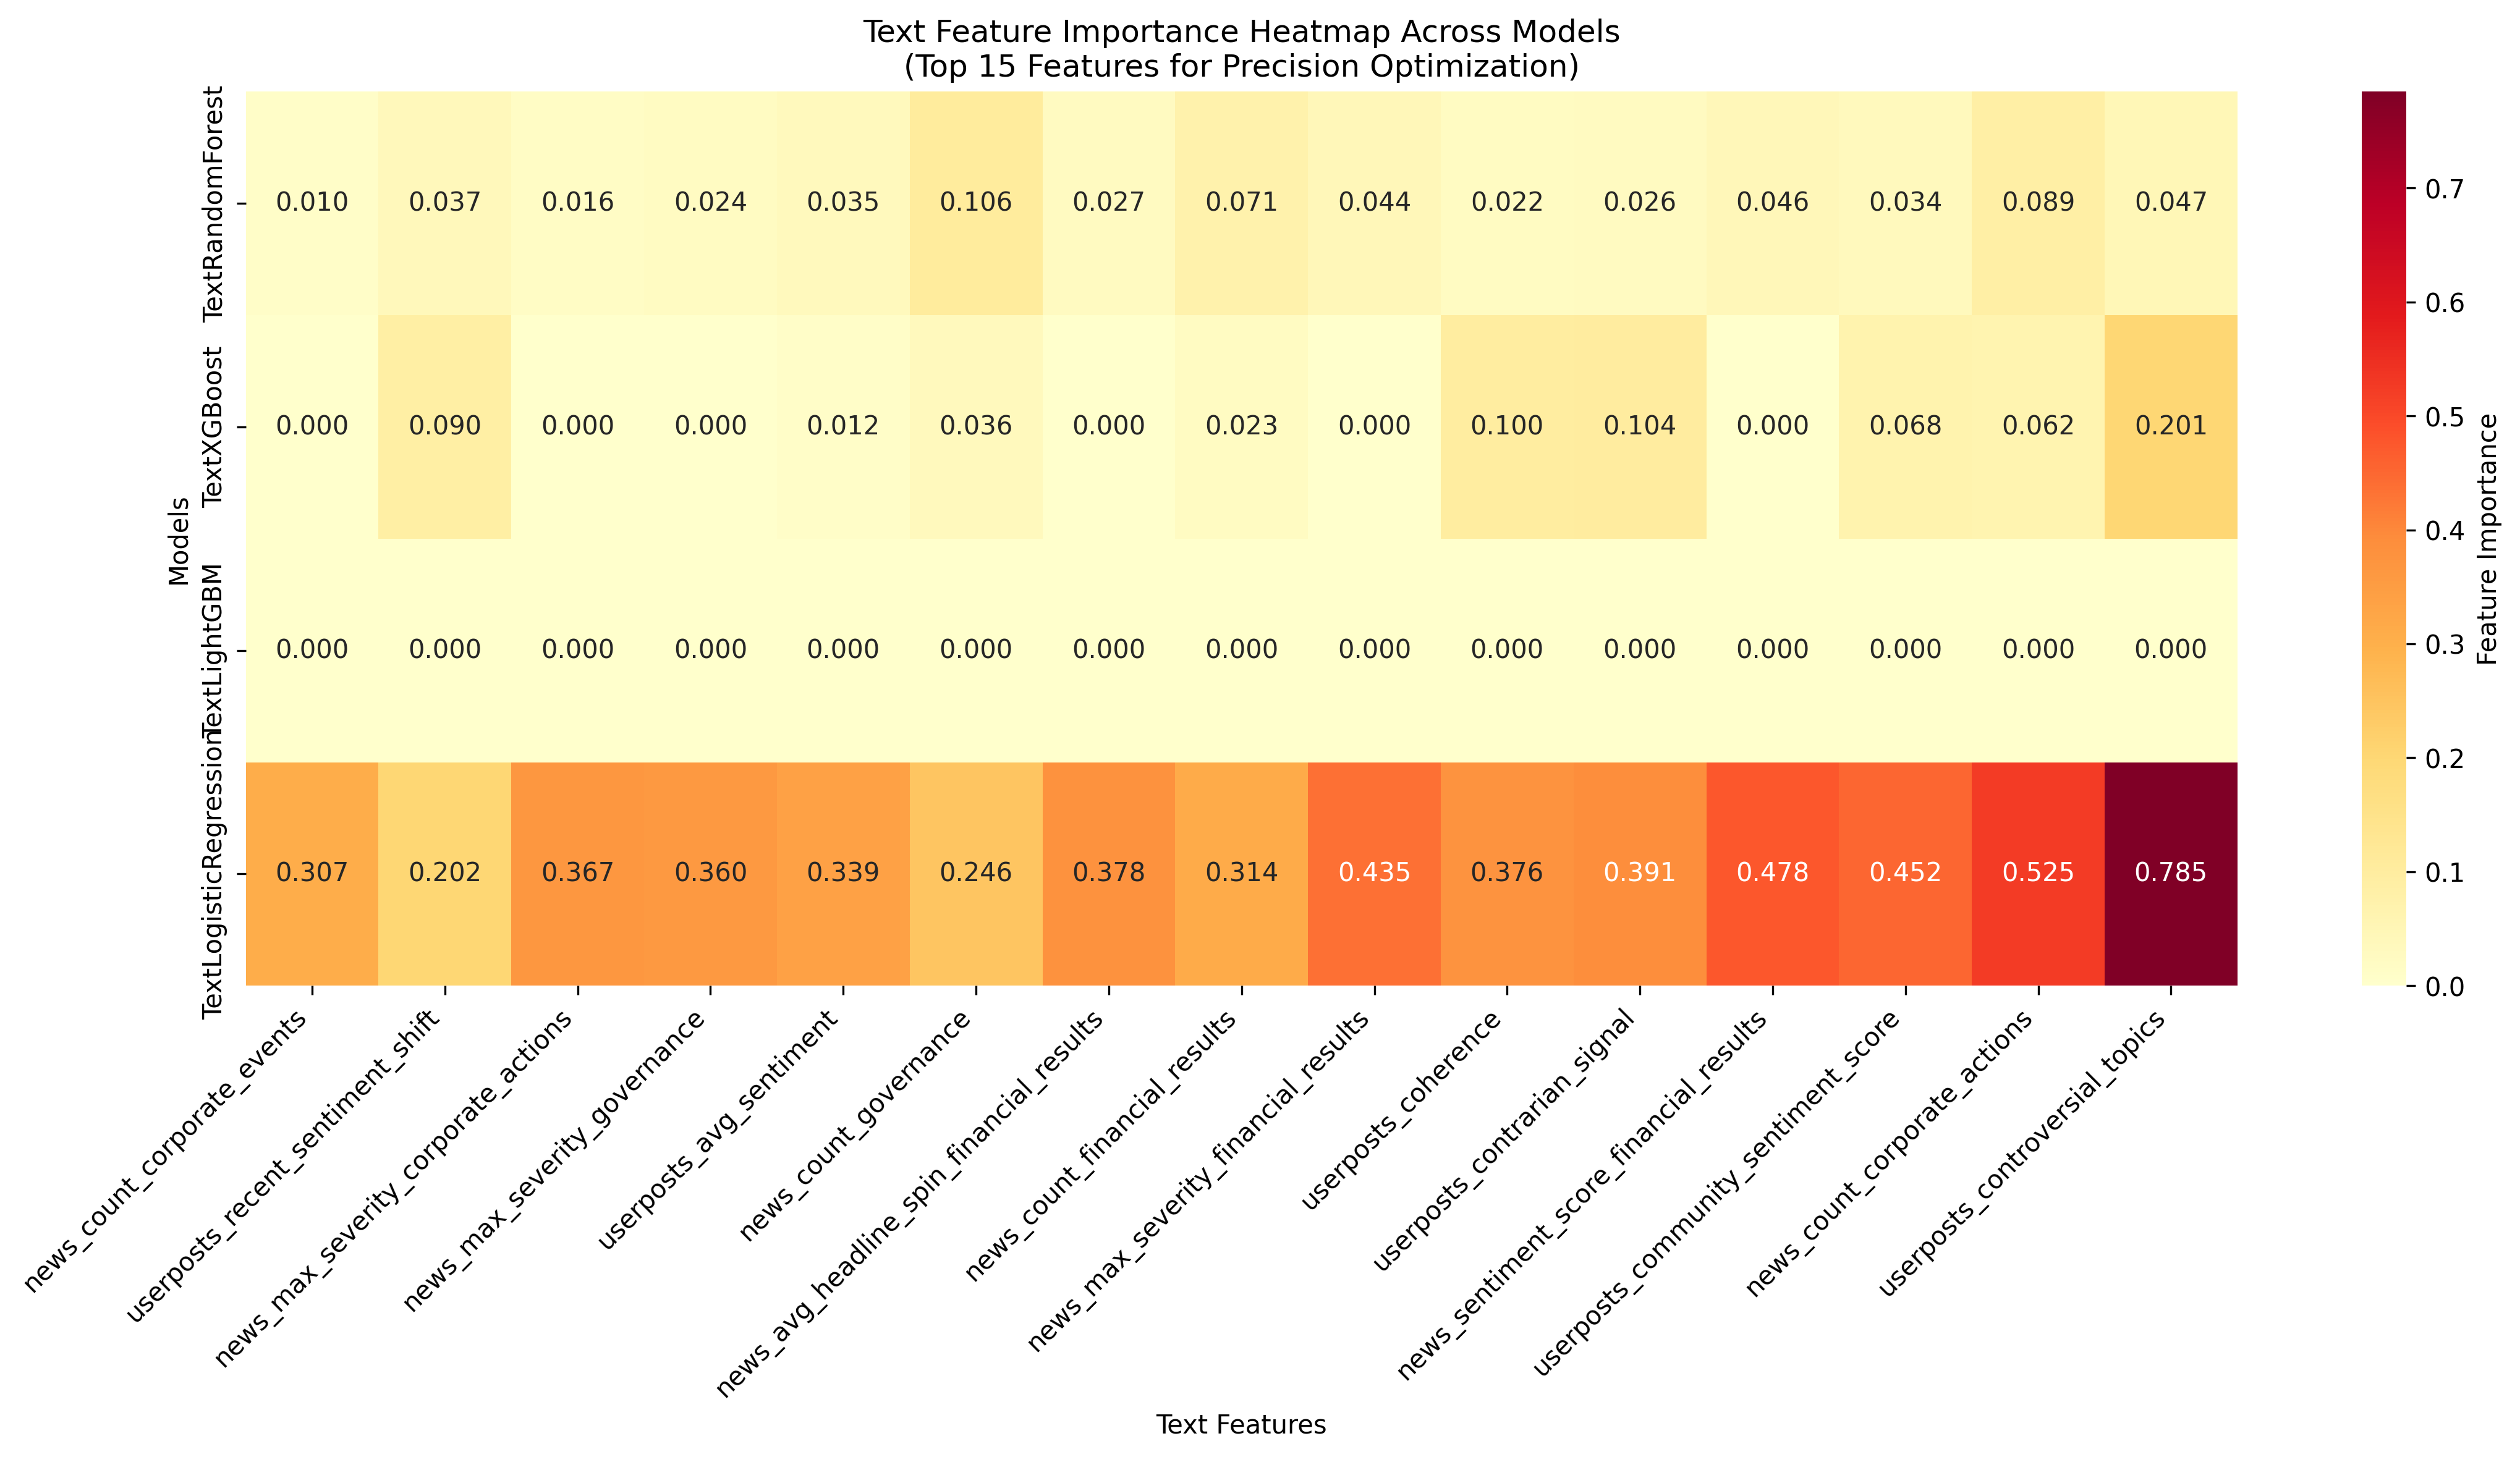 Text Feature Importance Heatmap Across Models
(Top 15 Features for Precision Optimization)
Models
TextRandomForest
0.010 0.037 0.016 0.024 0.035 0.106 0.027 0.071 0.044 0.022 0.026 0.046 0.034 0.089 0.047
TextXGBoost
0.000 0.090 0.000 0.000 0.012 0.036 0.000 0.023 0.000 0.100 0.104 0.000 0.068 0.062 0.201
TextLightGBM
0.000 0.000 0.000 0.000 0.000 0.000 0.000 0.000 0.000 0.000 0.000 0.000 0.000 0.000 0.000
TextLogisticRegression
0.307 0.202 0.367 0.360 0.339 0.246 0.378 0.314 0.435 0.376 0.391 0.478 0.452 0.525 0.785
news_count_corporate_events
userposts_recent_sentiment_shift
news_max_severity_corporate_actions
news_max_severity_governance
userposts_avg_sentiment
news_count_governance
news_avg_headline_spin_financial_results
news_count_financial_results
news_max_severity_financial_results
userposts_coherence
userposts_contrarian_signal
news_sentiment_score_financial_results
userposts_community_sentiment_score
news_count_corporate_actions
userposts_controversial_topics
Text Features
0.7
0.6
0.5
0.4
0.3
0.2
0.1
0.0
Feature Importance